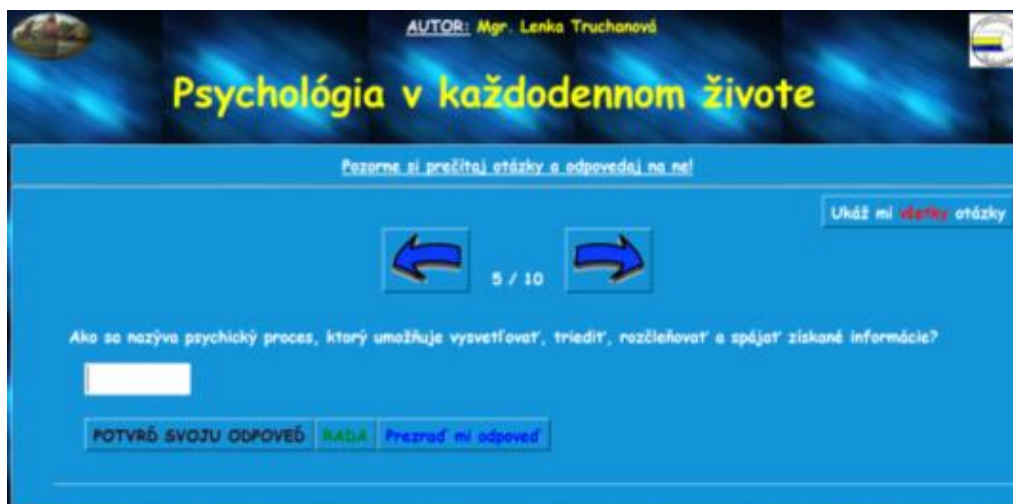 AUTOR: Mgr. Lenka Truchanová
Psychológia v každodennom živote
Pozorne si prečítaj otázky a odpovedaj na ne!
Ukáž mi všetky otázky
5 / 10
Ako sa nazýva psychický proces, ktorý umožňuje vysvetľovať, triediť, rozčleňovať a spájať získané informácie?
POTVRĎ SVOJU ODPOVEĎ RADA Prezraď mi odpoveď